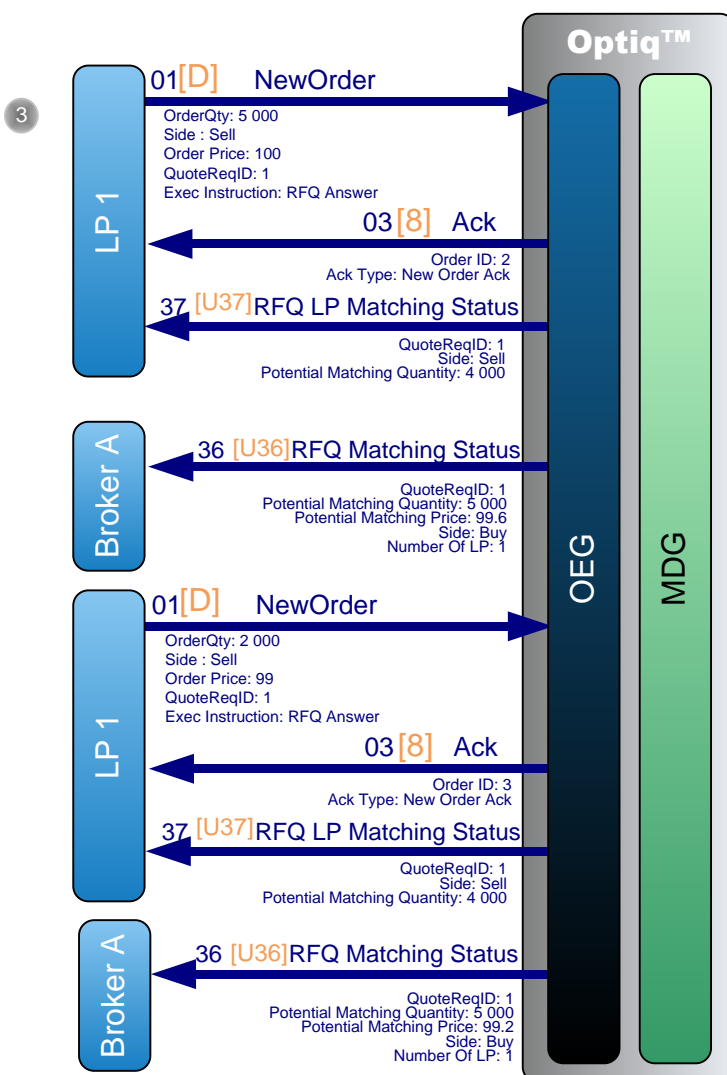 Optiq™
3
01[D] NewOrder
OrderQty: 5 000
Side : Sell
Order Price: 100
QuoteReqID: 1
Exec Instruction: RFQ Answer
LP 1
03[8] Ack
Order ID: 2
Ack Type: New Order Ack
37 [U37]RFQ LP Matching Status
QuoteReqID: 1
Side: Sell
Potential Matching Quantity: 4 000
Broker A
36 [U36]RFQ Matching Status
QuoteReqID: 1
Potential Matching Quantity: 5 000
Potential Matching Price: 99.6
Side: Buy
Number Of LP: 1
OEG
MDG
01[D] NewOrder
OrderQty: 2 000
Side : Sell
Order Price: 99
QuoteReqID: 1
Exec Instruction: RFQ Answer
LP 1
03[8] Ack
Order ID: 3
Ack Type: New Order Ack
37 [U37]RFQ LP Matching Status
QuoteReqID: 1
Side: Sell
Potential Matching Quantity: 4 000
Broker A
36 [U36]RFQ Matching Status
QuoteReqID: 1
Potential Matching Quantity: 5 000
Potential Matching Price: 99.2
Side: Buy
Number Of LP: 1